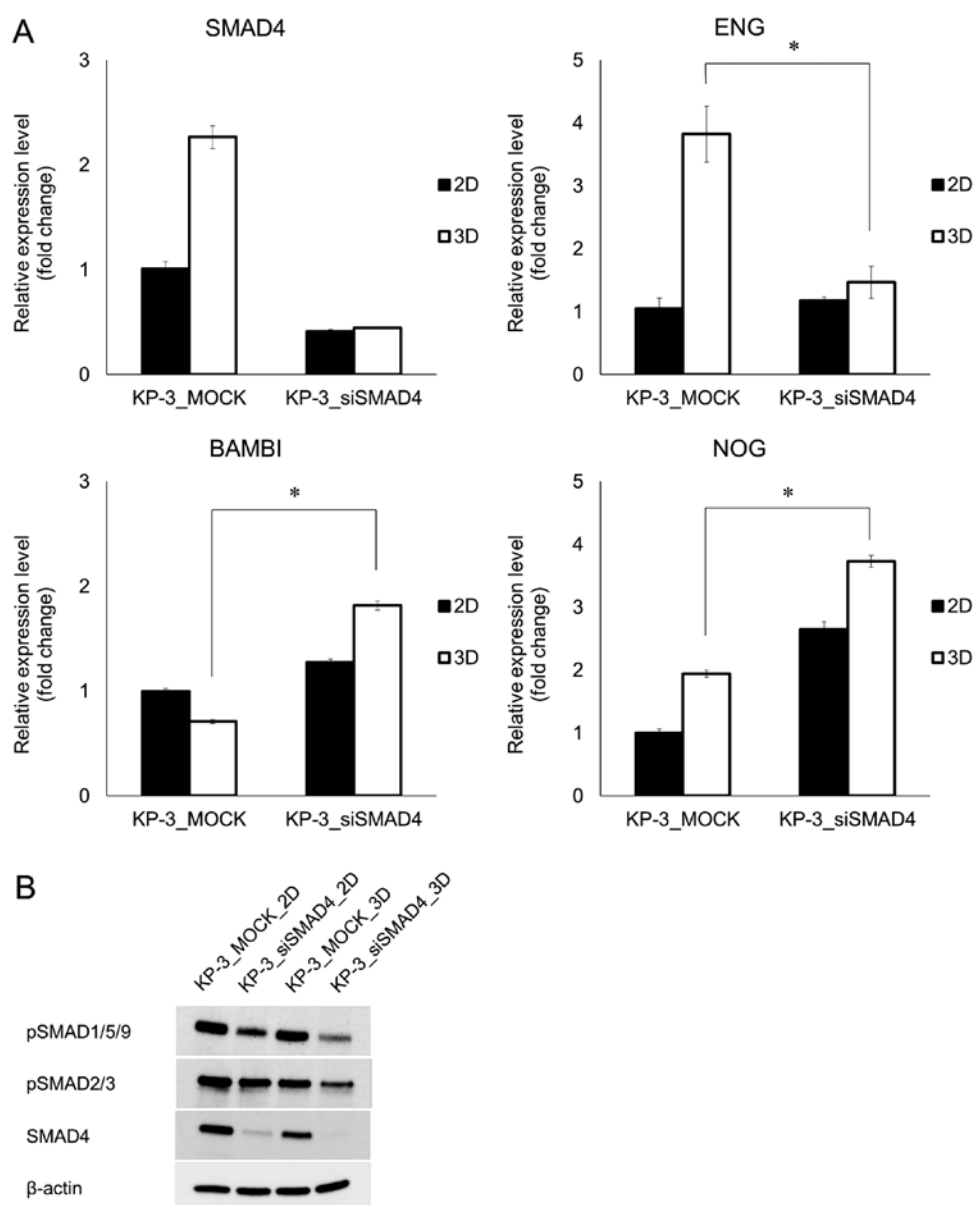 A
SMAD4
Relative expression level
(fold change)
3
2
1
0
KP-3_MOCK
KP-3_siSMAD4
2D
3D
ENG
Relative expression level
(fold change)
5
4
3
2
1
0
*
KP-3_MOCK
KP-3_siSMAD4
2D
3D
BAMBI
Relative expression level
(fold change)
3
2
1
0
*
KP-3_MOCK
KP-3_siSMAD4
2D
3D
NOG
Relative expression level
(fold change)
5
4
3
2
1
0
*
KP-3_MOCK
KP-3_siSMAD4
2D
3D
B
KP-3_MOCK_2D
KP-3_siSMAD4_2D
KP-3_MOCK_3D
KP-3_siSMAD4_3D
pSMAD1/5/9
pSMAD2/3
SMAD4
β-actin